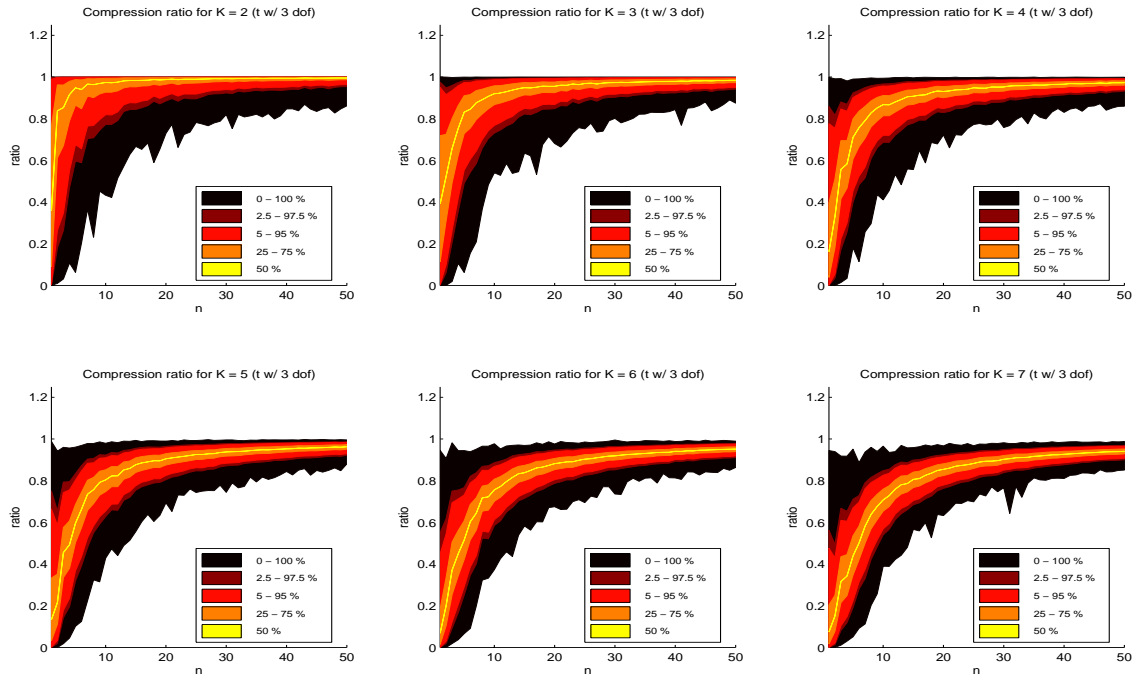 Compression ratio for K = 2 (t w/ 3 dof)
1.2
1
0.8
0.6
0.4
0.2
0
ratio
10 20 30 40 50
n
0 – 100 %
2.5 – 97.5 %
5 – 95 %
25 – 75 %
50 %
Compression ratio for K = 3 (t w/ 3 dof)
1.2
1
0.8
0.6
0.4
0.2
0
ratio
10 20 30 40 50
n
0 – 100 %
2.5 – 97.5 %
5 – 95 %
25 – 75 %
50 %
Compression ratio for K = 4 (t w/ 3 dof)
1.2
1
0.8
0.6
0.4
0.2
0
ratio
10 20 30 40 50
n
0 – 100 %
2.5 – 97.5 %
5 – 95 %
25 – 75 %
50 %
Compression ratio for K = 5 (t w/ 3 dof)
1.2
1
0.8
0.6
0.4
0.2
0
ratio
10 20 30 40 50
n
0 – 100 %
2.5 – 97.5 %
5 – 95 %
25 – 75 %
50 %
Compression ratio for K = 6 (t w/ 3 dof)
1.2
1
0.8
0.6
0.4
0.2
0
ratio
10 20 30 40 50
n
0 – 100 %
2.5 – 97.5 %
5 – 95 %
25 – 75 %
50 %
Compression ratio for K = 7 (t w/ 3 dof)
1.2
1
0.8
0.6
0.4
0.2
0
ratio
10 20 30 40 50
n
0 – 100 %
2.5 – 97.5 %
5 – 95 %
25 – 75 %
50 %